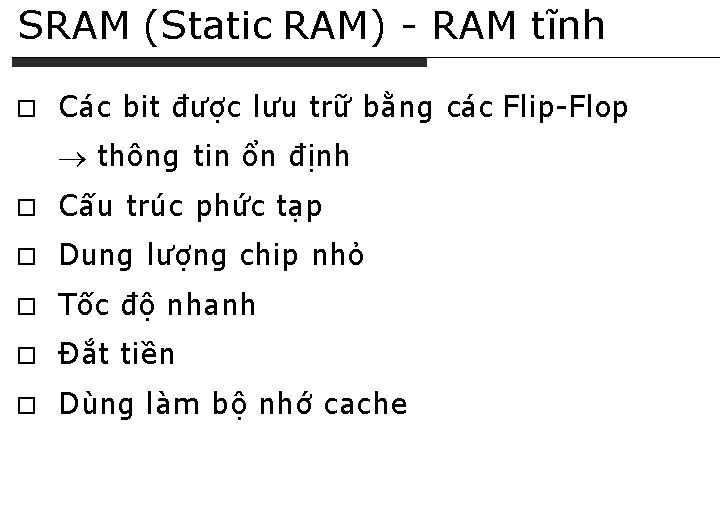 SRAM (Static RAM) - RAM tĩnh
Các bit được lưu trữ bằng các Flip-Flop
→ thông tin ổn định
Cấu trúc phức tạp
Dung lượng chip nhỏ
Tốc độ nhanh
Đắt tiền
Dùng làm bộ nhớ cache